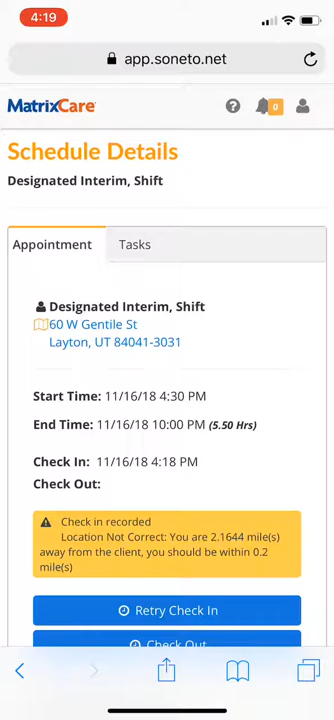 4:19
app.soneto.net
MatrixCare
0
Schedule Details
Designated Interim, Shift
Appointment
Tasks
Designated Interim, Shift
60 W Gentile St
Layton, UT 84041-3031
Start Time: 11/16/18 4:30 PM
End Time: 11/16/18 10:00 PM (5.50 Hrs)
Check In: 11/16/18 4:18 PM
Check Out:
Check in recorded
Location Not Correct: You are 2.1644 mile(s)
away from the client, you should be within 0.2
mile(s)
Retry Check In
Check Out